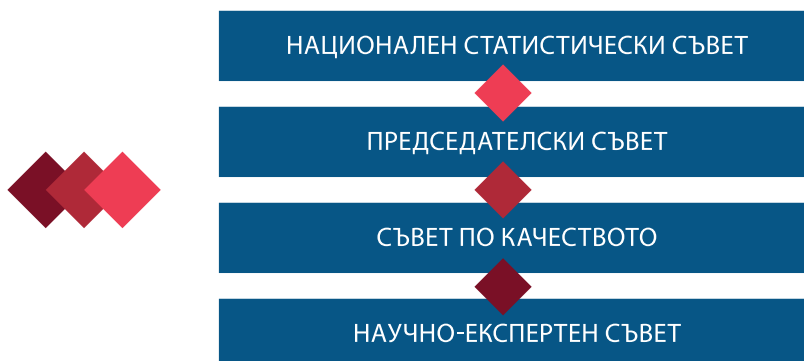 НАЦИОНАЛЕН СТАТИСТИЧЕСКИ СЪВЕТ
ПРЕДСЕДАТЕЛСКИ СЪВЕТ
СЪВЕТ ПО КАЧЕСТВОТО
НАУЧНО-ЕКСПЕРТЕН СЪВЕТ